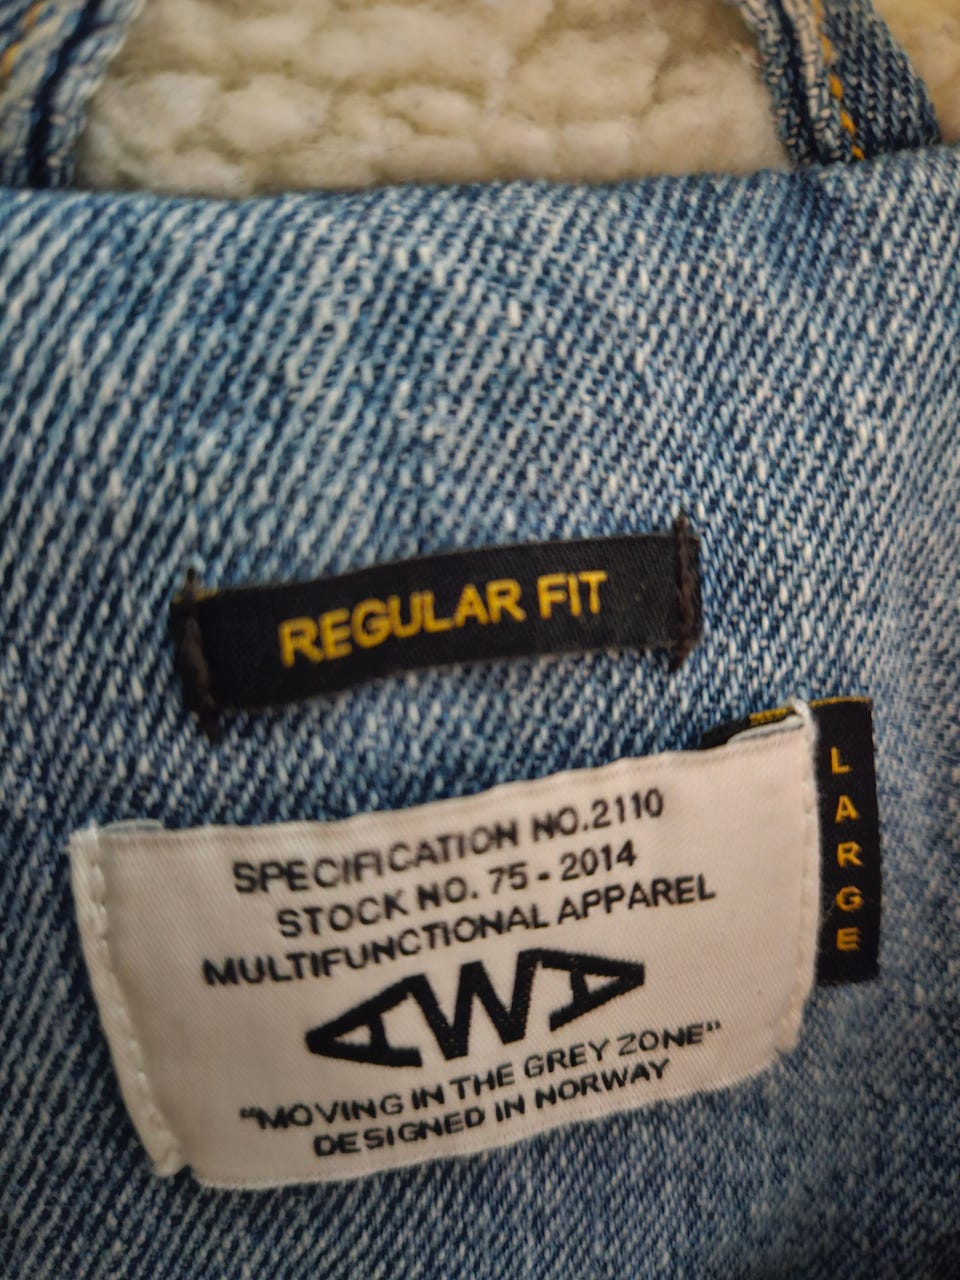 REGULAR FIT
L
A
R
G
E
SPECIFICATION NO.2110
STOCK NO. 75-2014
MULTIFUNCTIONAL APPAREL
AWA
"MOVING IN THE GREY ZONE"
DESIGNED IN NORWAY